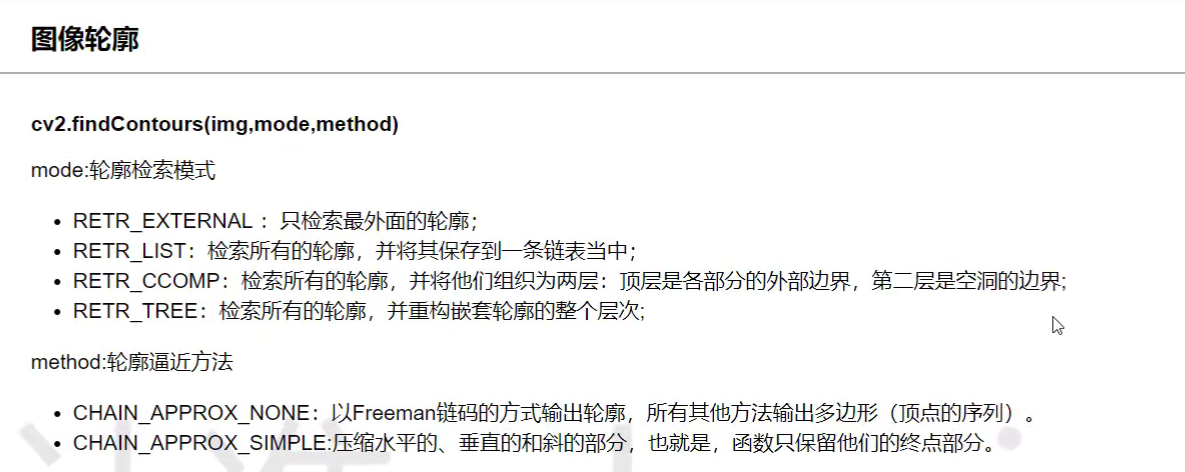 图像轮廓
cv2.findContours(img,mode,method)
mode:轮廓检索模式
• RETR_EXTERNAL ：只检索最外面的轮廓；
• RETR_LIST：检索所有的轮廓，并将其保存到一条链表当中；
• RETR_CCOMP：检索所有的轮廓，并将他们组织为两层：顶层是各部分的外部边界，第二层是空洞的边界;
• RETR_TREE：检索所有的轮廓，并重构嵌套轮廓的整个层次;
method:轮廓逼近方法
• CHAIN_APPROX_NONE：以Freeman链码的方式输出轮廓，所有其他方法输出多边形（顶点的序列）。
• CHAIN_APPROX_SIMPLE:压缩水平的、垂直的和斜的部分，也就是，函数只保留他们的终点部分。